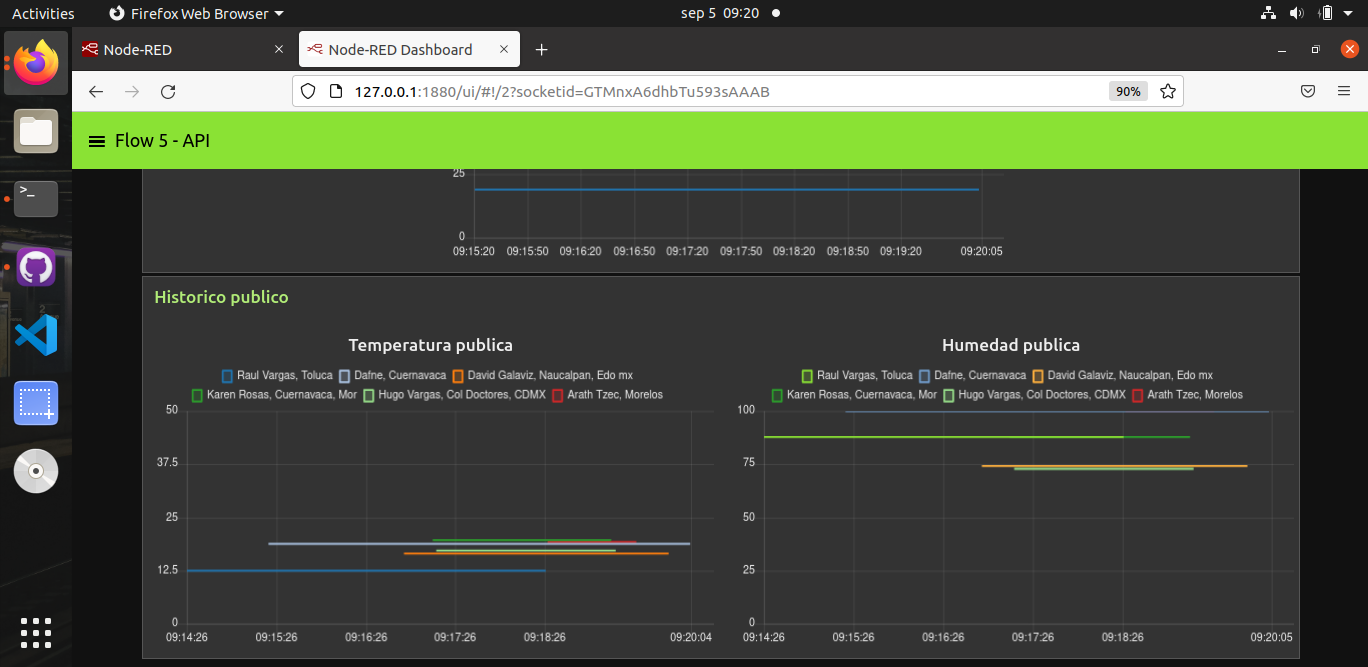 Activities Firefox Web Browser sep 5 09:20
Node-RED Node-RED Dashboard
127.0.0.1:1880/ui/#!/2?socketid=GTMnxA6dhbTu593sAAAB 90%
Flow 5 - API
25
0
09:15:20 09:15:50 09:16:20 09:16:50 09:17:20 09:17:50 09:18:20 09:18:50 09:19:20 09:20:05
Historico publico
Temperatura publica
Raul Vargas, Toluca Dafne, Cuernavaca David Galaviz, Naucalpan, Edo mx
Karen Rosas, Cuernavaca, Mor Hugo Vargas, Col Doctores, CDMX Arath Tzec, Morelos
50
37.5
25
12.5
0
09:14:26 09:15:26 09:16:26 09:17:26 09:18:26 09:20:04
Humedad publica
Raul Vargas, Toluca Dafne, Cuernavaca David Galaviz, Naucalpan, Edo mx
Karen Rosas, Cuernavaca, Mor Hugo Vargas, Col Doctores, CDMX Arath Tzec, Morelos
100
75
50
25
0
09:14:26 09:15:26 09:16:26 09:17:26 09:18:26 09:20:05